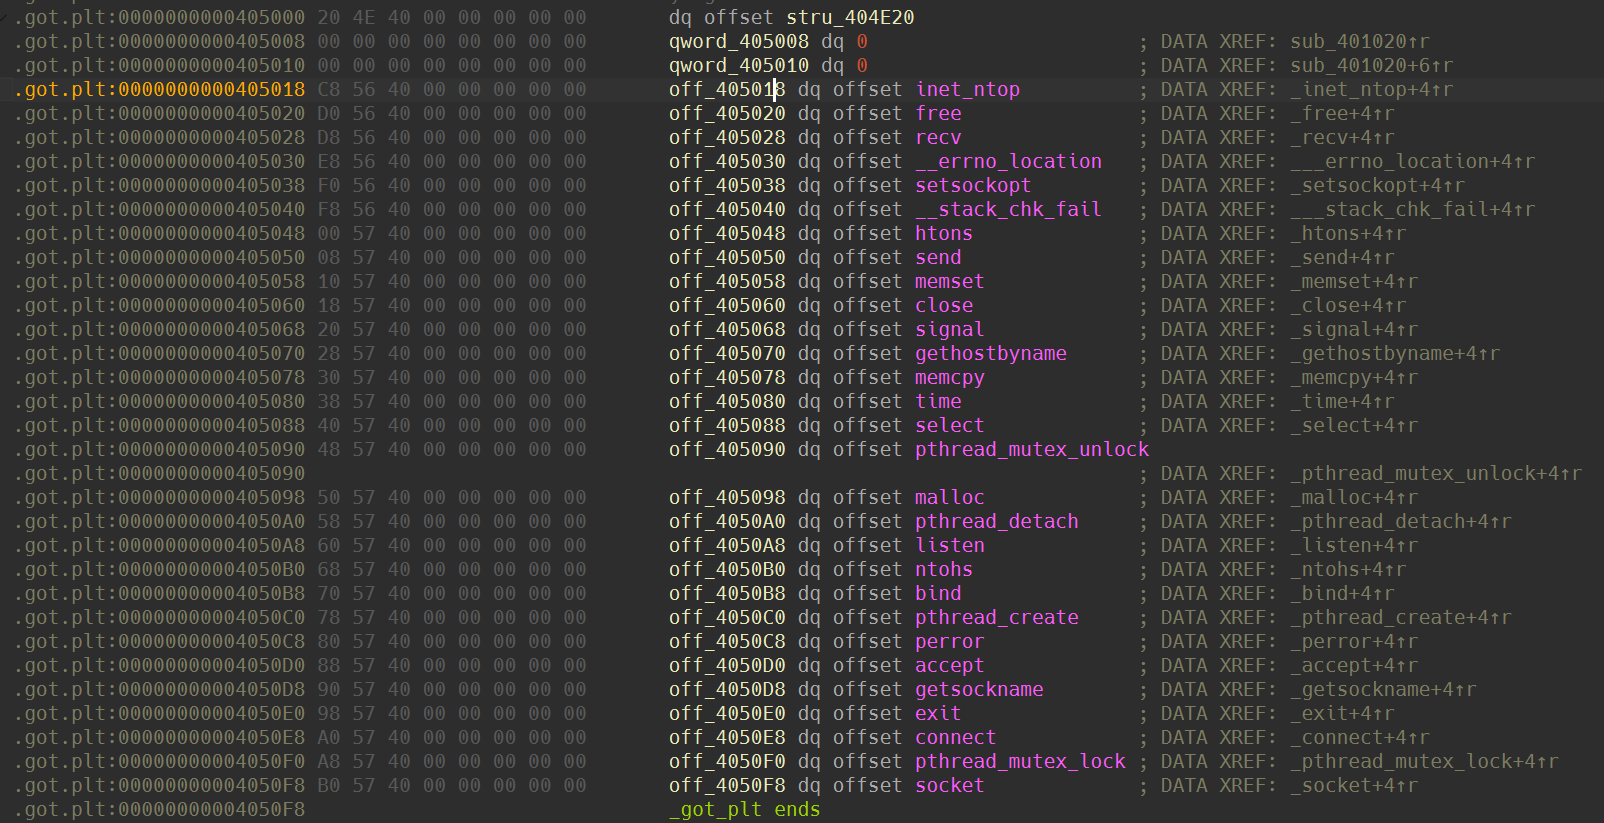 .got.plt:0000000000405000 20 4E 40 00 00 00 00 00 dq offset stru_404E20
.got.plt:0000000000405008 00 00 00 00 00 00 00 00 qword_405008 dq 0 ; DATA XREF: sub_401020↑r
.got.plt:0000000000405010 00 00 00 00 00 00 00 00 qword_405010 dq 0 ; DATA XREF: sub_401020+6↑r
.got.plt:0000000000405018 C8 56 40 00 00 00 00 00 off_405018 dq offset inet_ntop ; DATA XREF: _inet_ntop+4↑r
.got.plt:0000000000405020 D0 56 40 00 00 00 00 00 off_405020 dq offset free ; DATA XREF: _free+4↑r
.got.plt:0000000000405028 D8 56 40 00 00 00 00 00 off_405028 dq offset recv ; DATA XREF: _recv+4↑r
.got.plt:0000000000405030 E8 56 40 00 00 00 00 00 off_405030 dq offset __errno_location ; DATA XREF: ___errno_location+4↑r
.got.plt:0000000000405038 F0 56 40 00 00 00 00 00 off_405038 dq offset setsockopt ; DATA XREF: _setsockopt+4↑r
.got.plt:0000000000405040 F8 56 40 00 00 00 00 00 off_405040 dq offset __stack_chk_fail ; DATA XREF: ___stack_chk_fail+4↑r
.got.plt:0000000000405048 00 57 40 00 00 00 00 00 off_405048 dq offset htons ; DATA XREF: _htons+4↑r
.got.plt:0000000000405050 08 57 40 00 00 00 00 00 off_405050 dq offset send ; DATA XREF: _send+4↑r
.got.plt:0000000000405058 10 57 40 00 00 00 00 00 off_405058 dq offset memset ; DATA XREF: _memset+4↑r
.got.plt:0000000000405060 18 57 40 00 00 00 00 00 off_405060 dq offset close ; DATA XREF: _close+4↑r
.got.plt:0000000000405068 20 57 40 00 00 00 00 00 off_405068 dq offset signal ; DATA XREF: _signal+4↑r
.got.plt:0000000000405070 28 57 40 00 00 00 00 00 off_405070 dq offset gethostbyname ; DATA XREF: _gethostbyname+4↑r
.got.plt:0000000000405078 30 57 40 00 00 00 00 00 off_405078 dq offset memcpy ; DATA XREF: _memcpy+4↑r
.got.plt:0000000000405080 38 57 40 00 00 00 00 00 off_405080 dq offset time ; DATA XREF: _time+4↑r
.got.plt:0000000000405088 40 57 40 00 00 00 00 00 off_405088 dq offset select ; DATA XREF: _select+4↑r
.got.plt:0000000000405090 48 57 40 00 00 00 00 00 off_405090 dq offset pthread_mutex_unlock
.got.plt:0000000000405090 ; DATA XREF: _pthread_mutex_unlock+4↑r
.got.plt:0000000000405098 50 57 40 00 00 00 00 00 off_405098 dq offset malloc ; DATA XREF: _malloc+4↑r
.got.plt:00000000004050A0 58 57 40 00 00 00 00 00 off_4050A0 dq offset pthread_detach ; DATA XREF: _pthread_detach+4↑r
.got.plt:00000000004050A8 60 57 40 00 00 00 00 00 off_4050A8 dq offset listen ; DATA XREF: _listen+4↑r
.got.plt:00000000004050B0 68 57 40 00 00 00 00 00 off_4050B0 dq offset ntohs ; DATA XREF: _ntohs+4↑r
.got.plt:00000000004050B8 70 57 40 00 00 00 00 00 off_4050B8 dq offset bind ; DATA XREF: _bind+4↑r
.got.plt:00000000004050C0 78 57 40 00 00 00 00 00 off_4050C0 dq offset pthread_create ; DATA XREF: _pthread_create+4↑r
.got.plt:00000000004050C8 80 57 40 00 00 00 00 00 off_4050C8 dq offset perror ; DATA XREF: _perror+4↑r
.got.plt:00000000004050D0 88 57 40 00 00 00 00 00 off_4050D0 dq offset accept ; DATA XREF: _accept+4↑r
.got.plt:00000000004050D8 90 57 40 00 00 00 00 00 off_4050D8 dq offset getsockname ; DATA XREF: _getsockname+4↑r
.got.plt:00000000004050E0 98 57 40 00 00 00 00 00 off_4050E0 dq offset exit ; DATA XREF: _exit+4↑r
.got.plt:00000000004050E8 A0 57 40 00 00 00 00 00 off_4050E8 dq offset connect ; DATA XREF: _connect+4↑r
.got.plt:00000000004050F0 A8 57 40 00 00 00 00 00 off_4050F0 dq offset pthread_mutex_lock ; DATA XREF: _pthread_mutex_lock+4↑r
.got.plt:00000000004050F8 B0 57 40 00 00 00 00 00 off_4050F8 dq offset socket ; DATA XREF: _socket+4↑r
.got.plt:00000000004050F8 _got_plt ends